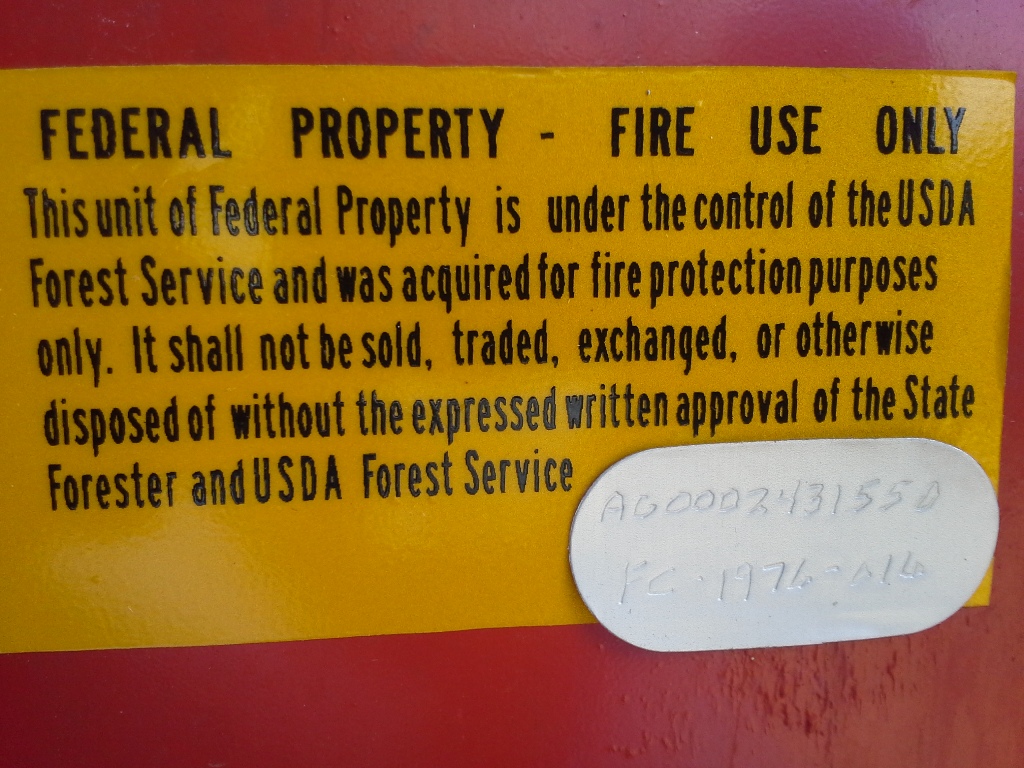 FEDERAL PROPERTY - FIRE USE ONLY
This unit of Federal Property is under the control of the USDA
Forest Service and was acquired for fire protection purposes
only. It shall not be sold, traded, exchanged, or otherwise
disposed of without the expressed written approval of the State
Forester and USDA Forest Service
AG0002431550
FC-1976-016